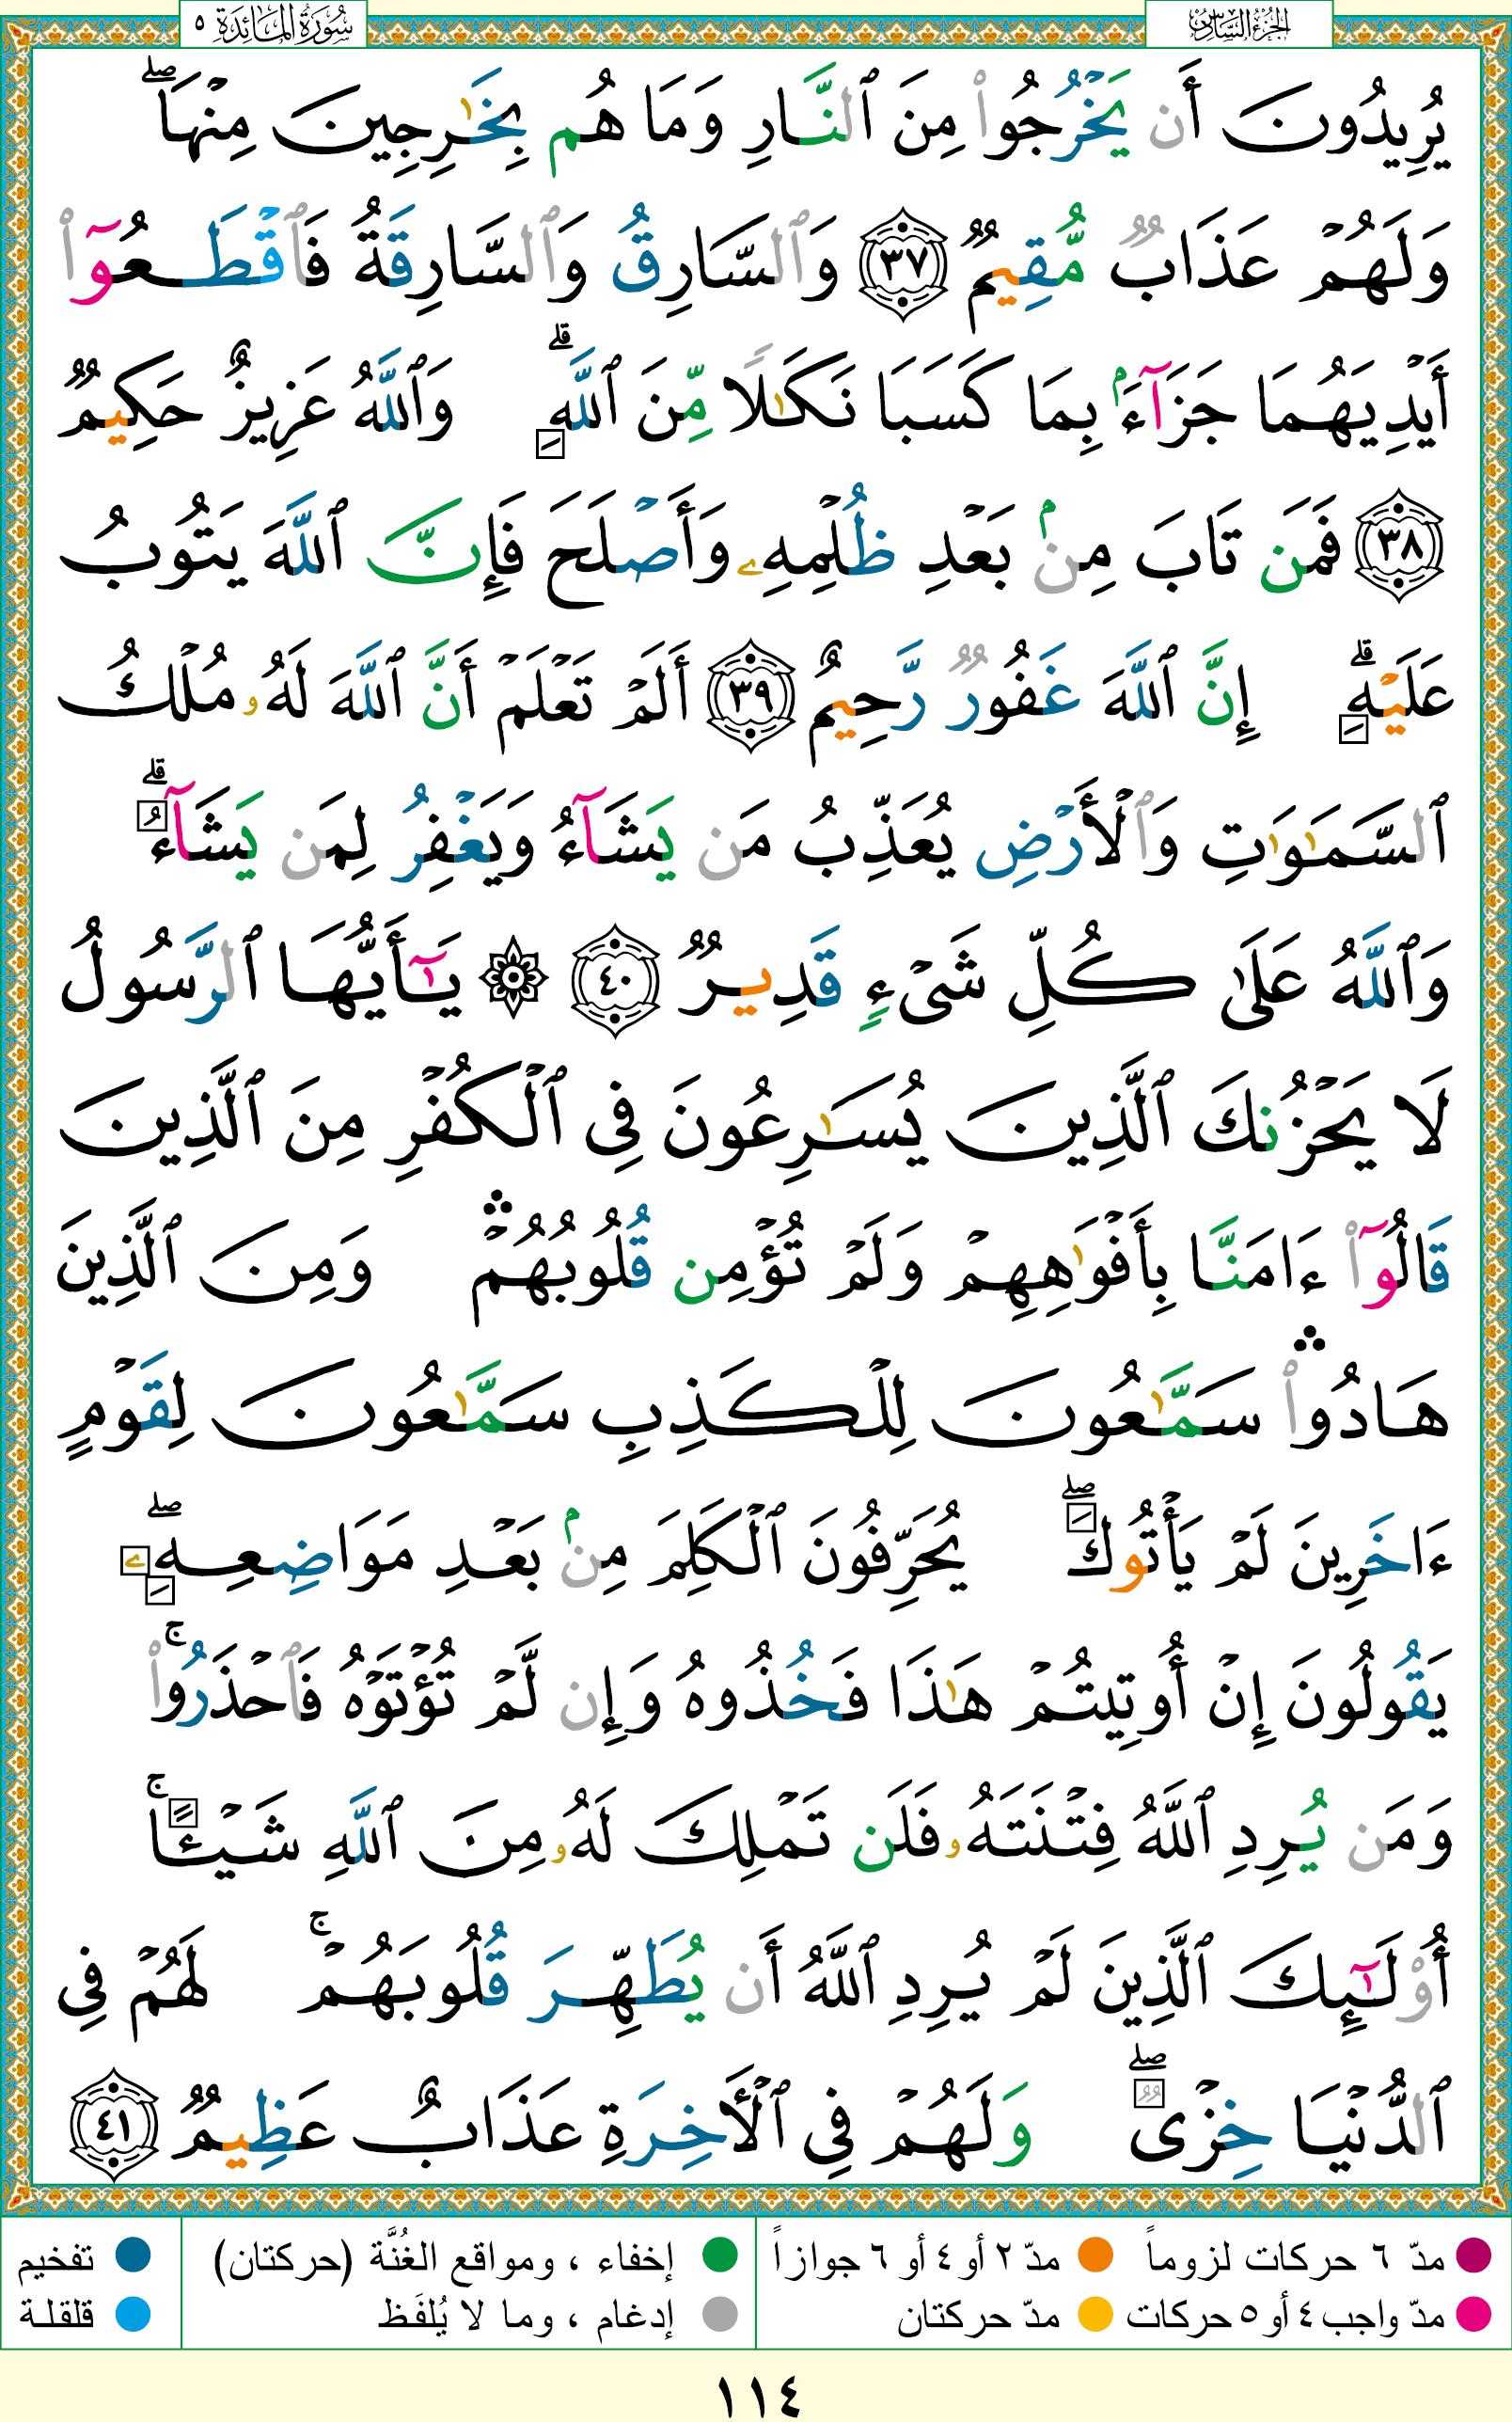 الجزء السادس
سورة المائدة ٥
يُرِيدُونَ أَن يَخْرُجُوا۟ مِنَ ٱلنَّارِ وَمَا هُم بِخَـٰرِجِينَ مِنْهَا ۖ
وَلَهُمْ عَذَابٌ مُّقِيمٌ ٣٧ وَٱلسَّارِقُ وَٱلسَّارِقَةُ فَٱقْطَعُوٓا۟
أَيْدِيَهُمَا جَزَآءًۢ بِمَا كَسَبَا نَكَـٰلًا مِّنَ ٱللَّهِ ۗ وَٱللَّهُ عَزِيزٌ حَكِيمٌ
٣٨ فَمَن تَابَ مِنۢ بَعْدِ ظُلْمِهِۦ وَأَصْلَحَ فَإِنَّ ٱللَّهَ يَتُوبُ
عَلَيْهِ ۗ إِنَّ ٱللَّهَ غَفُورٌ رَّحِيمٌ ٣٩ أَلَمْ تَعْلَمْ أَنَّ ٱللَّهَ لَهُۥ مُلْكُ
ٱلسَّمَـٰوَٰتِ وَٱلْأَرْضِ يُعَذِّبُ مَن يَشَآءُ وَيَغْفِرُ لِمَن يَشَآءُ ۗ
وَٱللَّهُ عَلَىٰ كُلِّ شَىْءٍ قَدِيرٌ ٤٠ ۞ يَـٰٓأَيُّهَا ٱلرَّسُولُ
لَا يَحْزُنكَ ٱلَّذِينَ يُسَـٰرِعُونَ فِى ٱلْكُفْرِ مِنَ ٱلَّذِينَ
قَالُوٓا۟ ءَامَنَّا بِأَفْوَٰهِهِمْ وَلَمْ تُؤْمِن قُلُوبُهُمْ ۛ وَمِنَ ٱلَّذِينَ
هَادُوا۟ ۛ سَمَّـٰعُونَ لِلْكَذِبِ سَمَّـٰعُونَ لِقَوْمٍ
ءَاخَرِينَ لَمْ يَأْتُوكَ ۖ يُحَرِّفُونَ ٱلْكَلِمَ مِنۢ بَعْدِ مَوَاضِعِهِۦ ۖ
يَقُولُونَ إِنْ أُوتِيتُمْ هَـٰذَا فَخُذُوهُ وَإِن لَّمْ تُؤْتَوْهُ فَٱحْذَرُوا۟ ۚ
وَمَن يُرِدِ ٱللَّهُ فِتْنَتَهُۥ فَلَن تَمْلِكَ لَهُۥ مِنَ ٱللَّهِ شَيْـًٔا ۚ
أُو۟لَـٰٓئِكَ ٱلَّذِينَ لَمْ يُرِدِ ٱللَّهُ أَن يُطَهِّرَ قُلُوبَهُمْ ۚ لَهُمْ فِى
ٱلدُّنْيَا خِزْىٌ ۖ وَلَهُمْ فِى ٱلْـَٔاخِرَةِ عَذَابٌ عَظِيمٌ ٤١
مدّ ٦ حركات لزوماً مدّ ٢ أو ٤ أو ٦ جوازاً إخفاء ، ومواقع الغُنَّة (حركتان) تفخيم
مدّ واجب ٤ أو ٥ حركات مدّ حركتان إدغام ، وما لا يُلفَظ قلقلة
١١٤